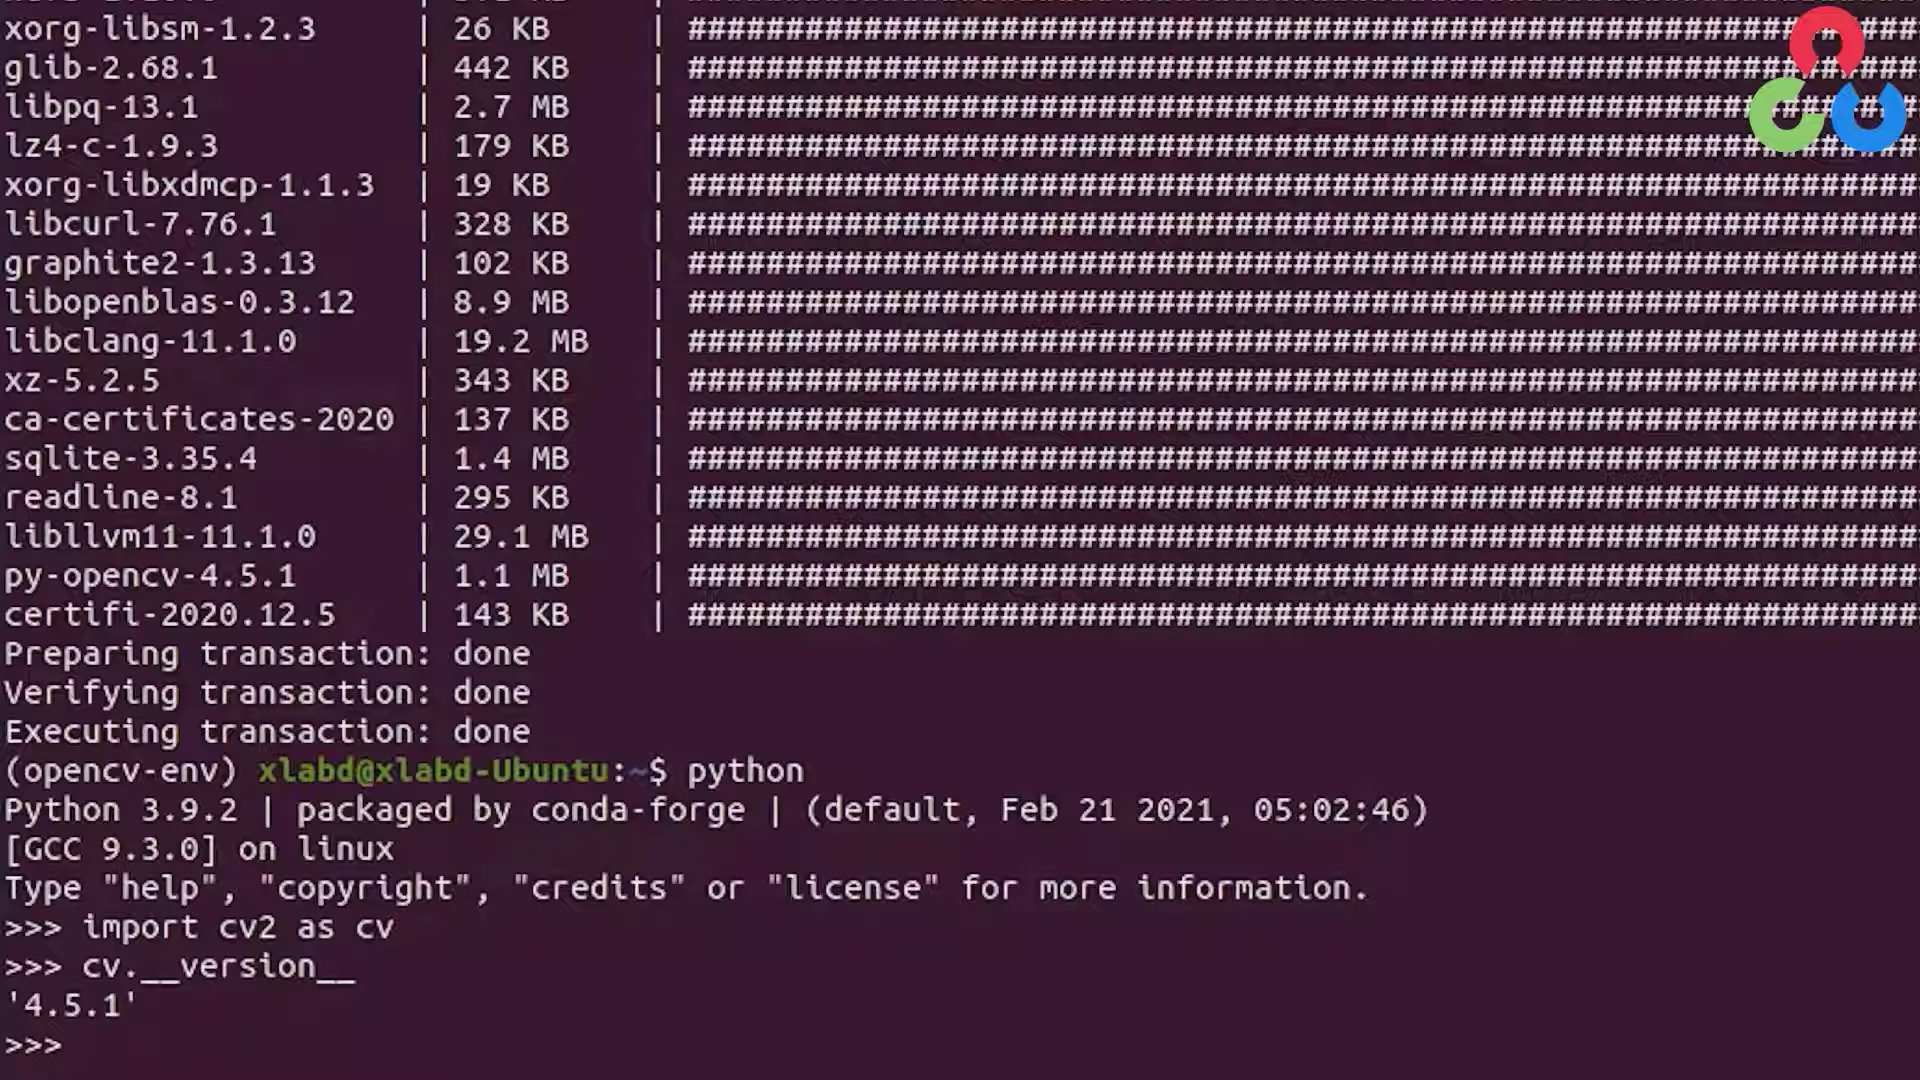 xorg-libsm-1.2.3 | 26 KB | ###############################################################
glib-2.68.1 | 442 KB | ###############################################################
libpq-13.1 | 2.7 MB | ###############################################################
lz4-c-1.9.3 | 179 KB | ###############################################################
xorg-libxdmcp-1.1.3 | 19 KB | ###############################################################
libcurl-7.76.1 | 328 KB | ###############################################################
graphite2-1.3.13 | 102 KB | ###############################################################
libopenblas-0.3.12 | 8.9 MB | ###############################################################
libclang-11.1.0 | 19.2 MB | ###############################################################
xz-5.2.5 | 343 KB | ###############################################################
ca-certificates-2020 | 137 KB | ###############################################################
sqlite-3.35.4 | 1.4 MB | ###############################################################
readline-8.1 | 295 KB | ###############################################################
libllvm11-11.1.0 | 29.1 MB | ###############################################################
py-opencv-4.5.1 | 1.1 MB | ###############################################################
certifi-2020.12.5 | 143 KB | ###############################################################
Preparing transaction: done
Verifying transaction: done
Executing transaction: done
(opencv-env) xlabd@xlabd-Ubuntu:~$ python
Python 3.9.2 | packaged by conda-forge | (default, Feb 21 2021, 05:02:46)
[GCC 9.3.0] on linux
Type "help", "copyright", "credits" or "license" for more information.
>>> import cv2 as cv
>>> cv.__version__
'4.5.1'
>>>